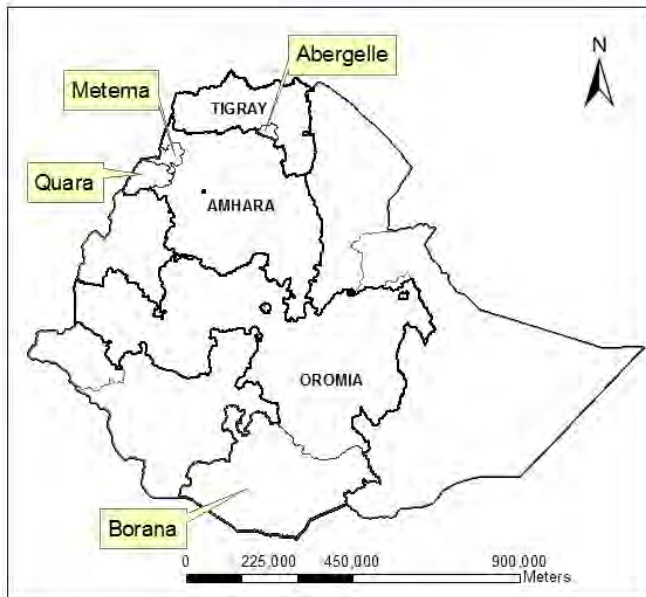 Abergelle
N
Metema
TIGRAY
Quara
AMHARA
OROMIA
Borana
0 225,000 450,000 900,000
Meters